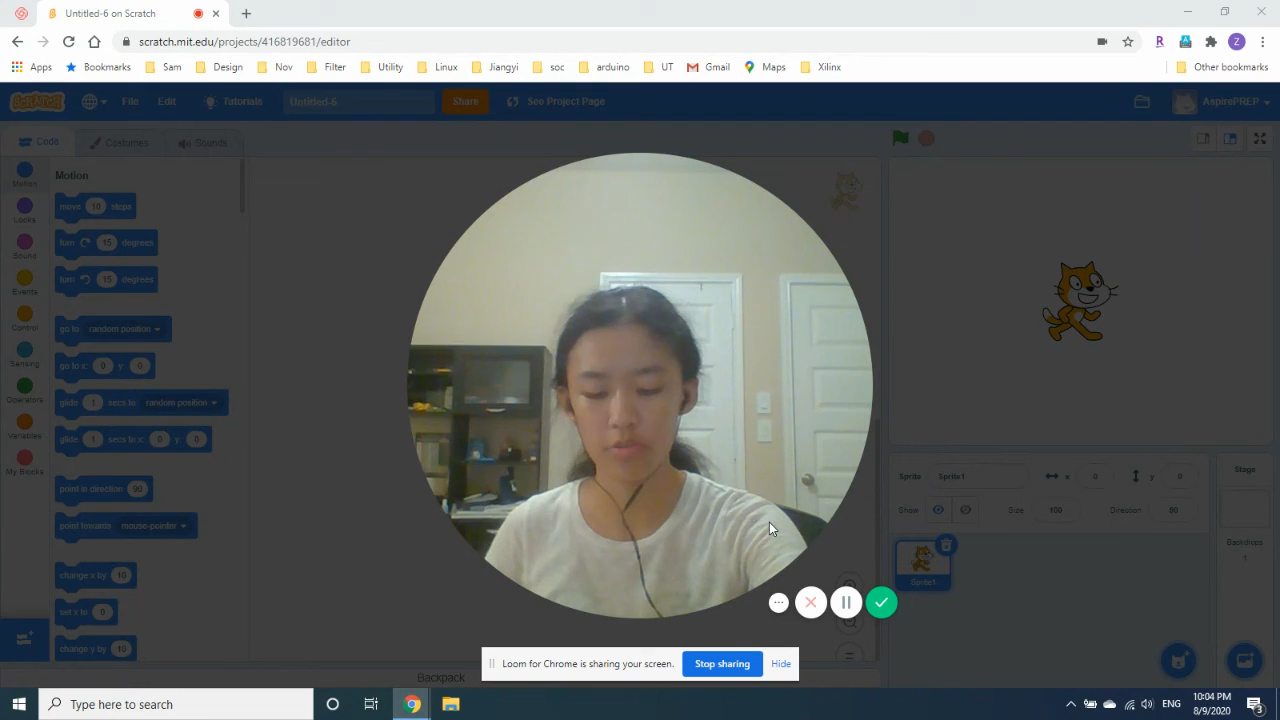 Untitled-6 on Scratch
scratch.mit.edu/projects/416819681/editor
R
Z
Apps
Bookmarks
Sam
Design
Nov
Filter
Utility
Linux
Jiangyi
soc
arduino
UT
Gmail
Maps
Xilinx
Other bookmarks
SCRATCH
File
Edit
Tutorials
Untitled-6
Share
See Project Page
AspirePREP
Code
Costumes
Sounds
Motion
Looks
Sound
Events
Control
Sensing
Operators
Variables
My Blocks
Motion
move 10 steps
turn 15 degrees
turn 15 degrees
go to random position
go to x: 0 y: 0
glide 1 secs to random position
glide 1 secs to x: 0 y: 0
point in direction 90
point towards mouse-pointer
change x by 10
set x to 0
change y by 10
Sprite Sprite1 x 0 y 0
Show Size 100 Direction 90
Sprite1
Stage
Backdrops
1
Loom for Chrome is sharing your screen. Stop sharing Hide
Backpack
Type here to search
ENG
10:04 PM
8/9/2020
3